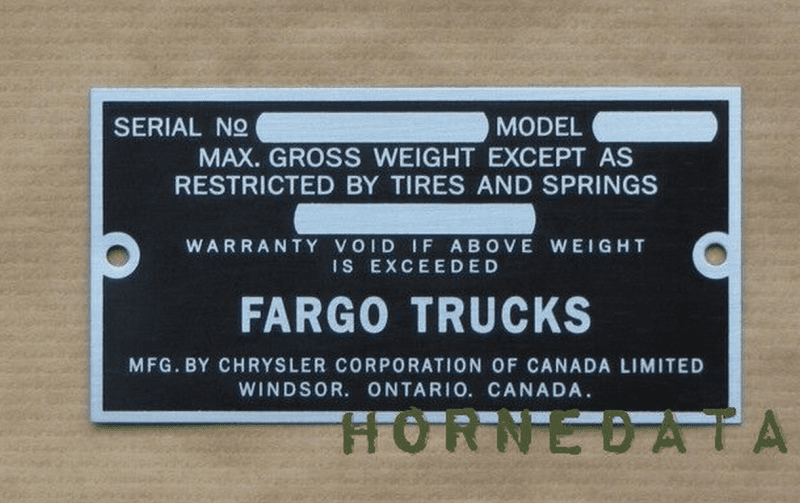 SERIAL Nº MODEL
MAX. GROSS WEIGHT EXCEPT AS
RESTRICTED BY TIRES AND SPRINGS
WARRANTY VOID IF ABOVE WEIGHT
IS EXCEEDED
FARGO TRUCKS
MFG. BY CHRYSLER CORPORATION OF CANADA LIMITED
WINDSOR. ONTARIO. CANADA.
HORNEDATA